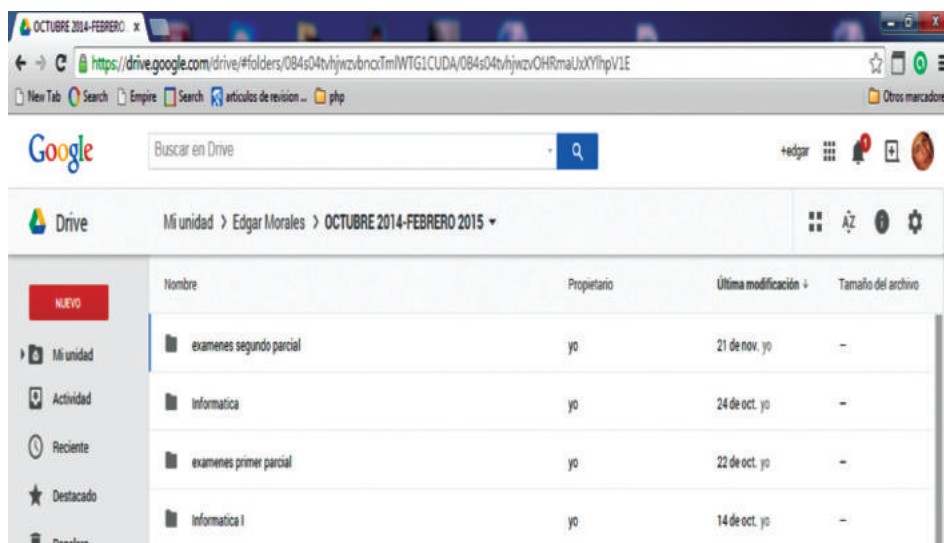 OCTUBRE 2014-FEBRERO
https://drive.google.com/drive/#folders/
New Tab Search Empire Search articulos de revision ... php Otros marcadore
Google Buscar en Drive +edgar 1
Drive Mi unidad > Edgar Morales > OCTUBRE 2014-FEBRERO 2015
NUEVO Nombre Propietario Última modificación ↓ Tamaño del archivo
examenes segundo parcial yo 21 de nov. yo –
Mi unidad
Informatica yo 24 de oct. yo –
Actividad
Reciente
examenes primer parcial yo 22 de oct. yo –
Destacado
Informatica I yo 14 de oct. yo –